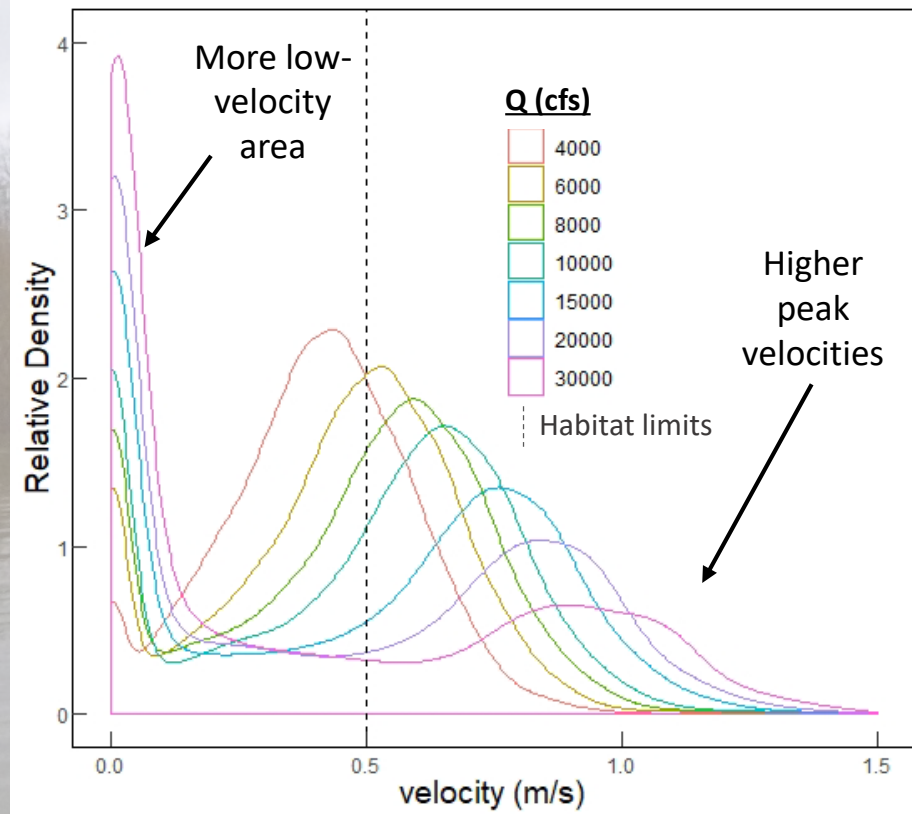 More low-
velocity
area
Q (cfs)
4000
6000
8000
10000
15000
20000
30000
Habitat limits
Higher
peak
velocities
Relative Density
4
3
2
1
0
0.0
0.5
1.0
1.5
velocity (m/s)